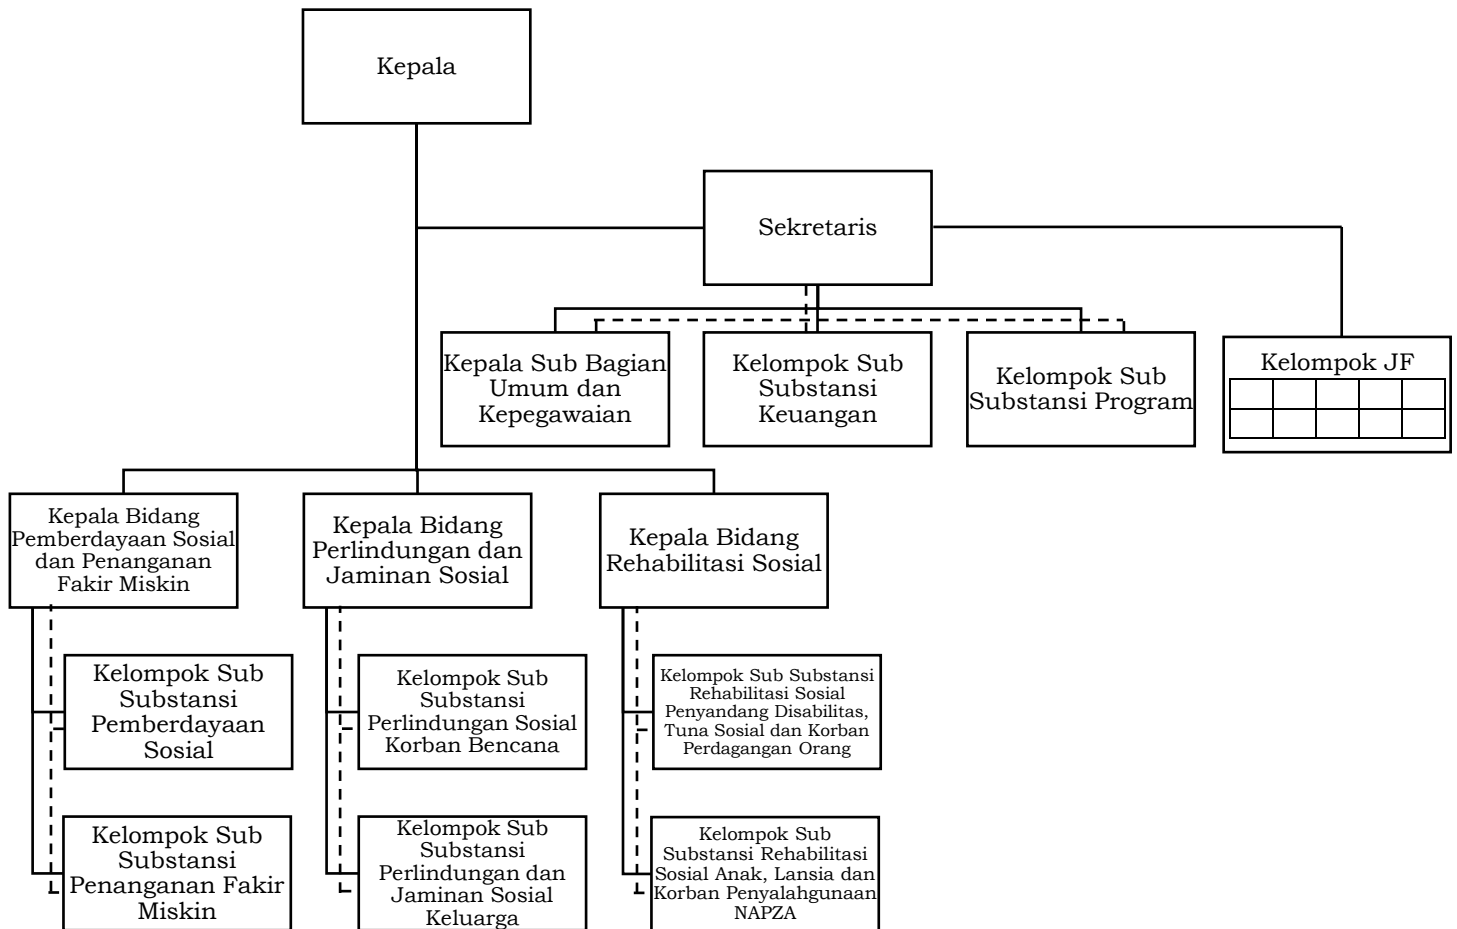 Kepala
Sekretaris
Kepala Sub Bagian
Umum dan
Kepegawaian
Kelompok Sub
Substansi
Keuangan
Kelompok Sub
Substansi Program
Kelompok JF
Kepala Bidang
Pemberdayaan Sosial
dan Penanganan
Fakir Miskin
Kepala Bidang
Perlindungan dan
Jaminan Sosial
Kepala Bidang
Rehabilitasi Sosial
Kelompok Sub
Substansi
Pemberdayaan
Sosial
Kelompok Sub
Substansi
Perlindungan Sosial
Korban Bencana
Kelompok Sub Substansi
Rehabilitasi Sosial
Penyandang Disabilitas,
Tuna Sosial dan Korban
Perdagangan Orang
Kelompok Sub
Substansi
Penanganan Fakir
Miskin
Kelompok Sub
Substansi
Perlindungan dan
Jaminan Sosial
Keluarga
Kelompok Sub
Substansi Rehabilitasi
Sosial Anak, Lansia dan
Korban Penyalahgunaan
NAPZA